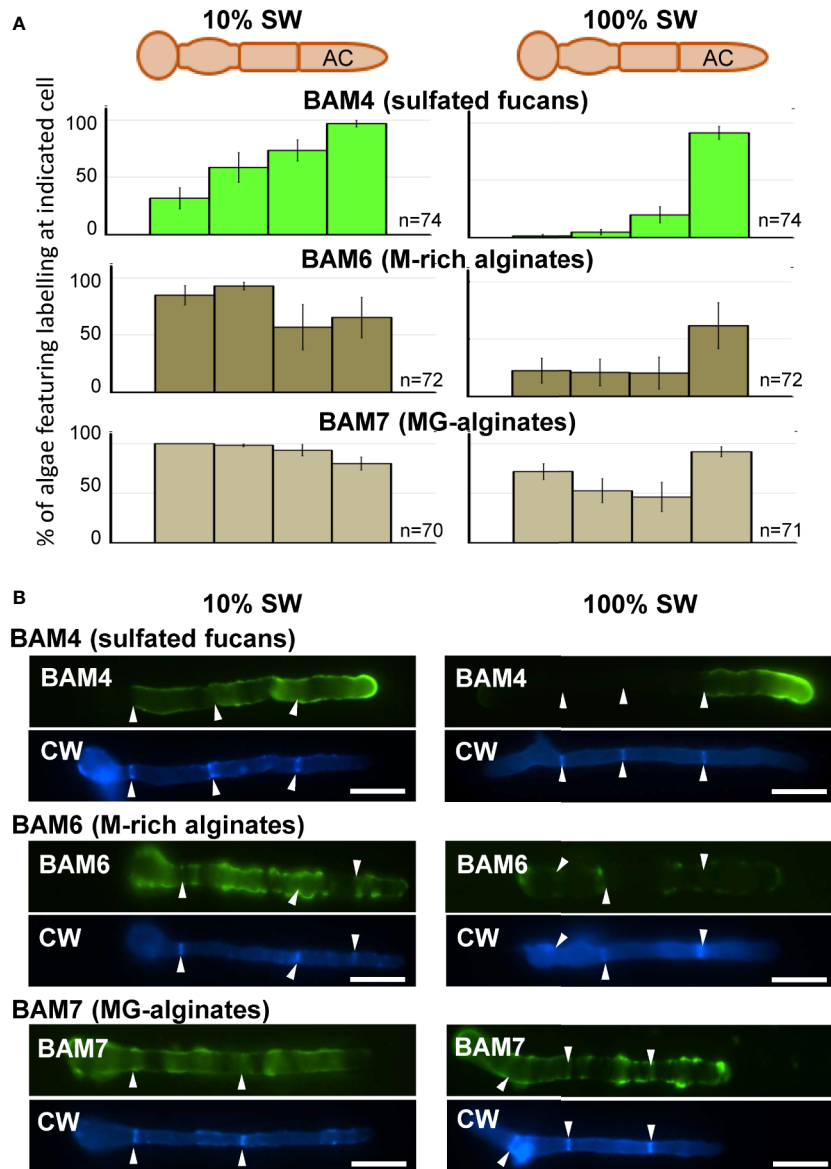 A
10% SW 100% SW
AC AC
% of algae featuring labelling at indicated cell
BAM4 (sulfated fucans)
100
50
0
n=74 n=74
BAM6 (M-rich alginates)
100
50
0
n=72 n=72
BAM7 (MG-alginates)
100
50
0
n=70 n=71
B
10% SW 100% SW
BAM4 (sulfated fucans)
BAM4 BAM4
CW CW
BAM6 (M-rich alginates)
BAM6 BAM6
CW CW
BAM7 (MG-alginates)
BAM7 BAM7
CW CW